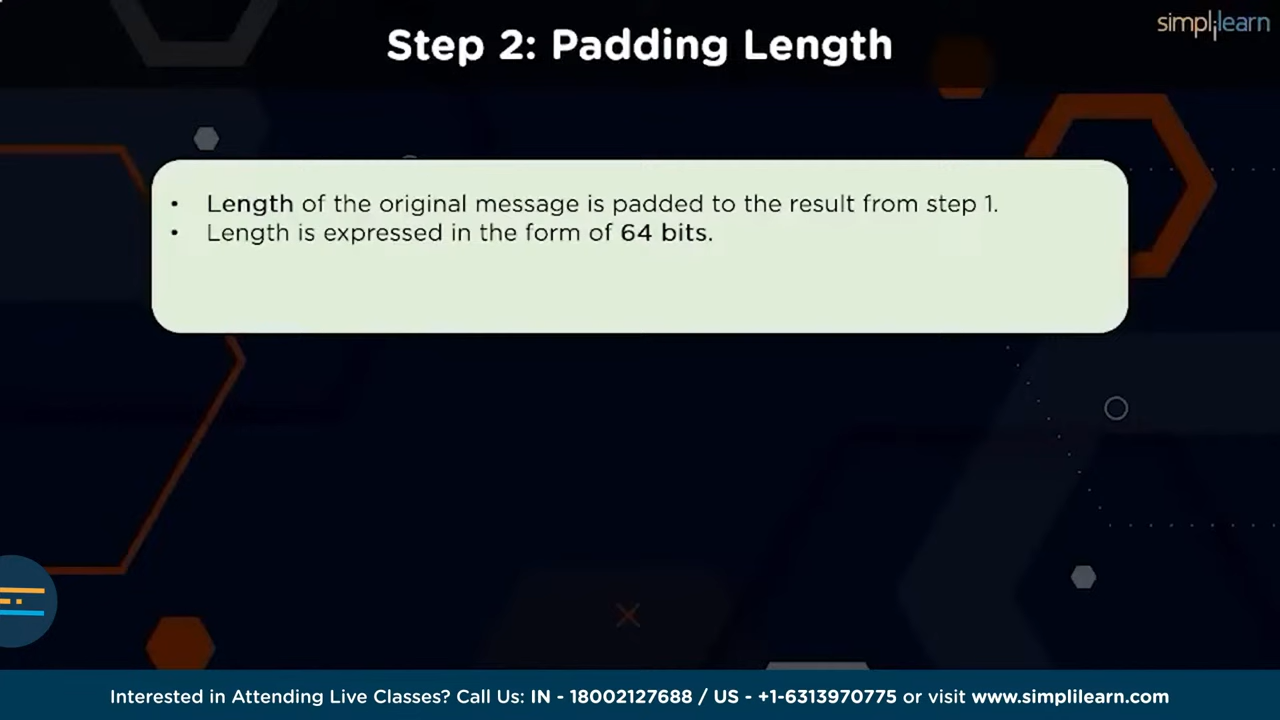 Step 2: Padding Length
simplilearn
• Length of the original message is padded to the result from step 1.
• Length is expressed in the form of 64 bits.
Interested in Attending Live Classes? Call Us: IN - 18002127688 / US - +1-6313970775 or visit www.simplilearn.com